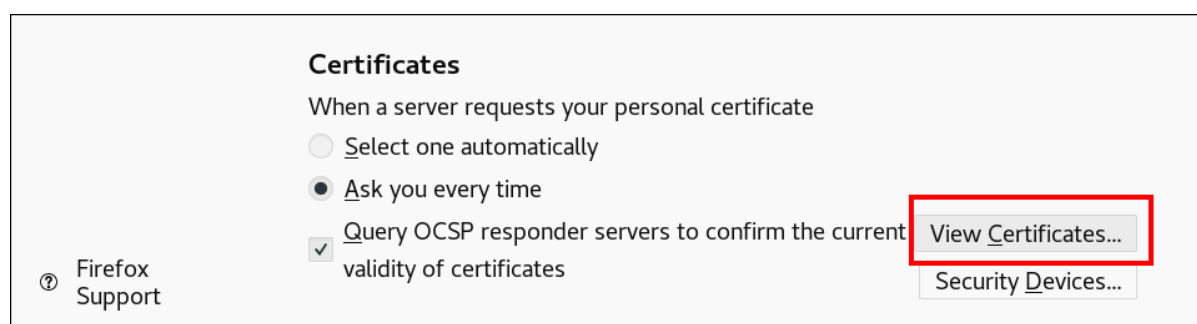 Certificates
When a server requests your personal certificate
Select one automatically
Ask you every time
Query OCSP responder servers to confirm the current
validity of certificates
View Certificates...
Security Devices...
Firefox
Support